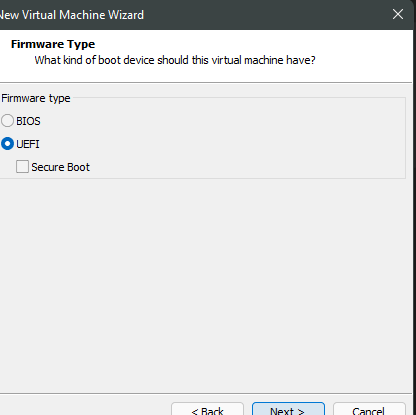 New Virtual Machine Wizard
Firmware Type
What kind of boot device should this virtual machine have?
Firmware type
BIOS
UEFI
Secure Boot
< Back
Next >
Cancel